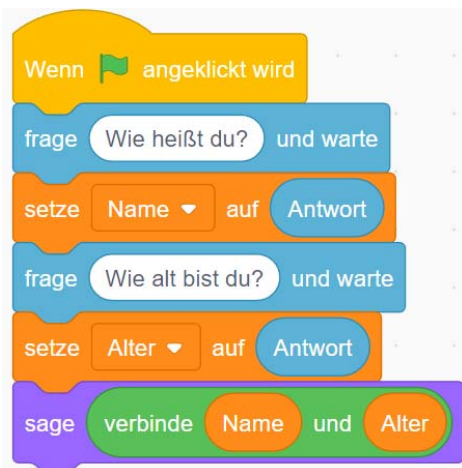 Wenn angeklickt wird
frage Wie heißt du? und warte
setze Name auf Antwort
frage Wie alt bist du? und warte
setze Alter auf Antwort
sage verbinde Name und Alter